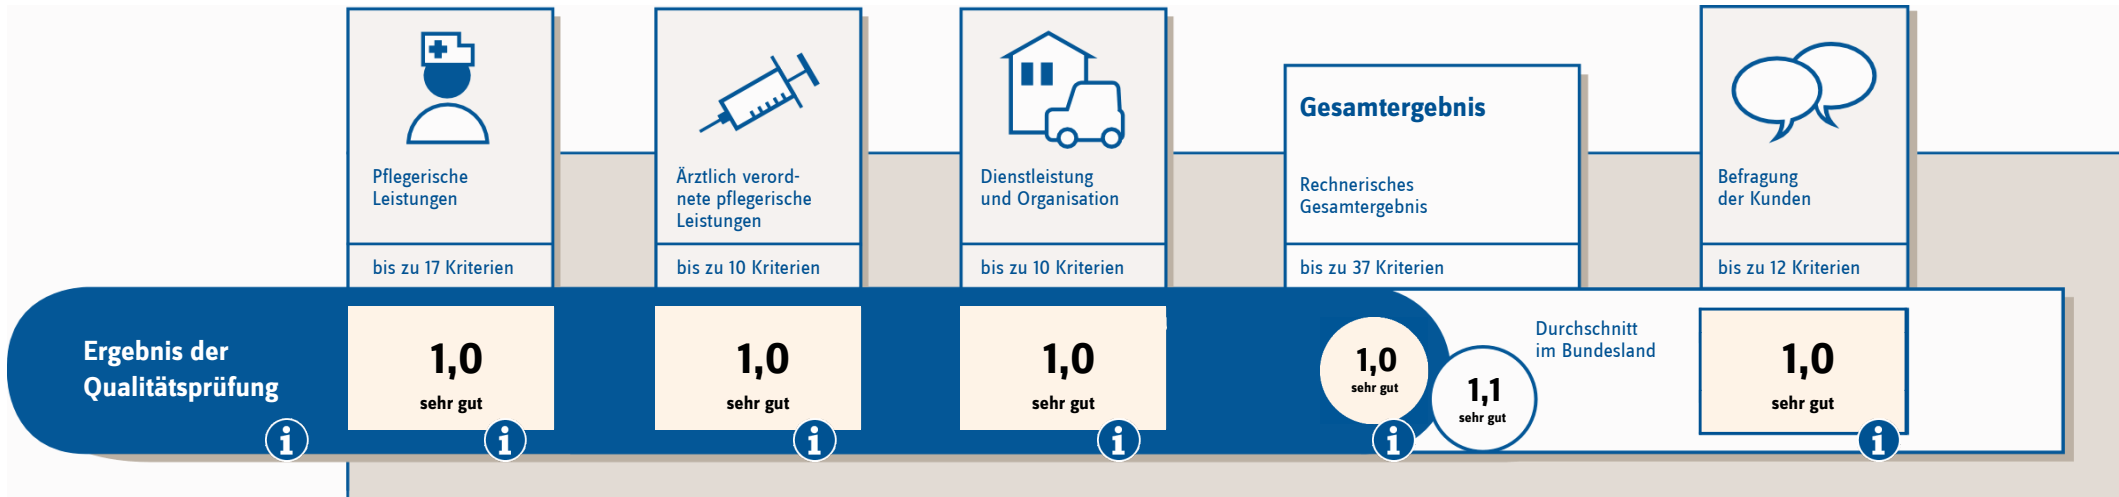 Pflegerische
Leistungen
bis zu 17 Kriterien
Ärztlich verord-
nete pflegerische
Leistungen
bis zu 10 Kriterien
Dienstleistung
und Organisation
bis zu 10 Kriterien
Gesamtergebnis
Rechnerisches
Gesamtergebnis
bis zu 37 Kriterien
Befragung
der Kunden
bis zu 12 Kriterien
Ergebnis der
Qualitätsprüfung
i
1,0
sehr gut
i
1,0
sehr gut
i
1,0
sehr gut
i
1,0
sehr gut
i
1,1
sehr gut
Durchschnitt
im Bundesland
1,0
sehr gut
i